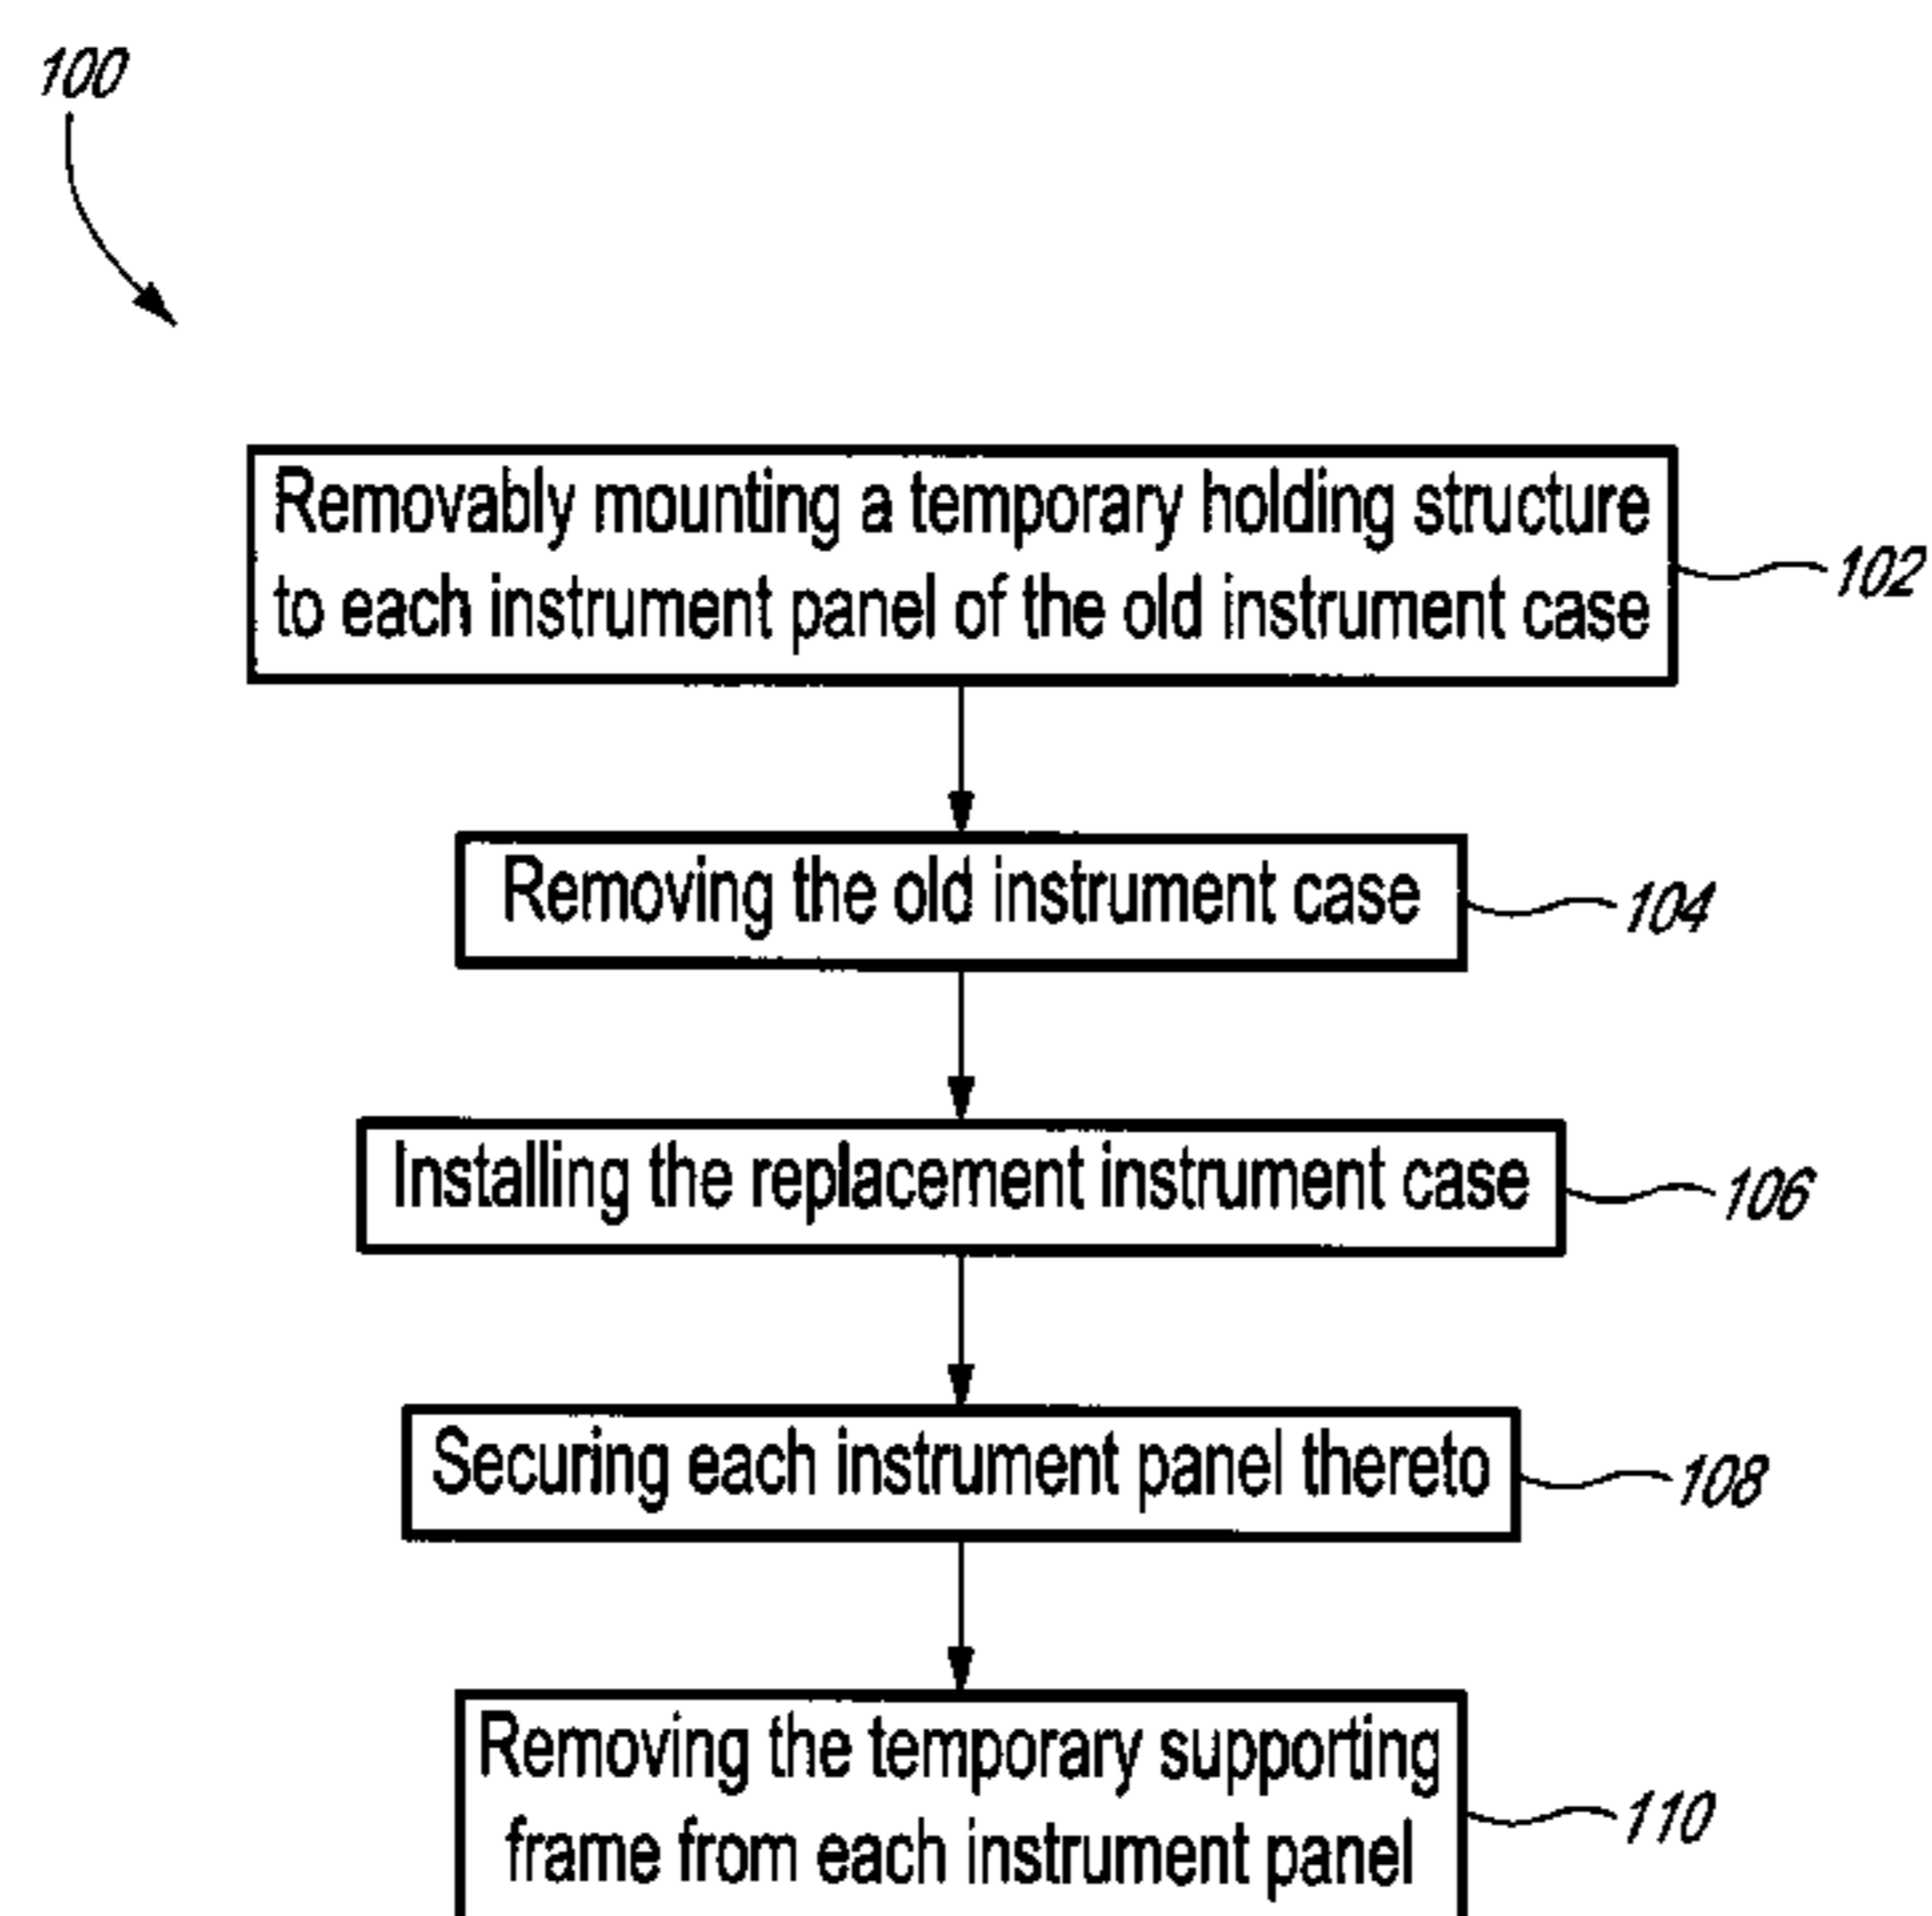 100
Removably mounting a temporary holding structure
to each instrument panel of the old instrument case
102
Removing the old instrument case
104
Installing the replacement instrument case
106
Securing each instrument panel thereto
108
Removing the temporary supporting
frame from each instrument panel
110